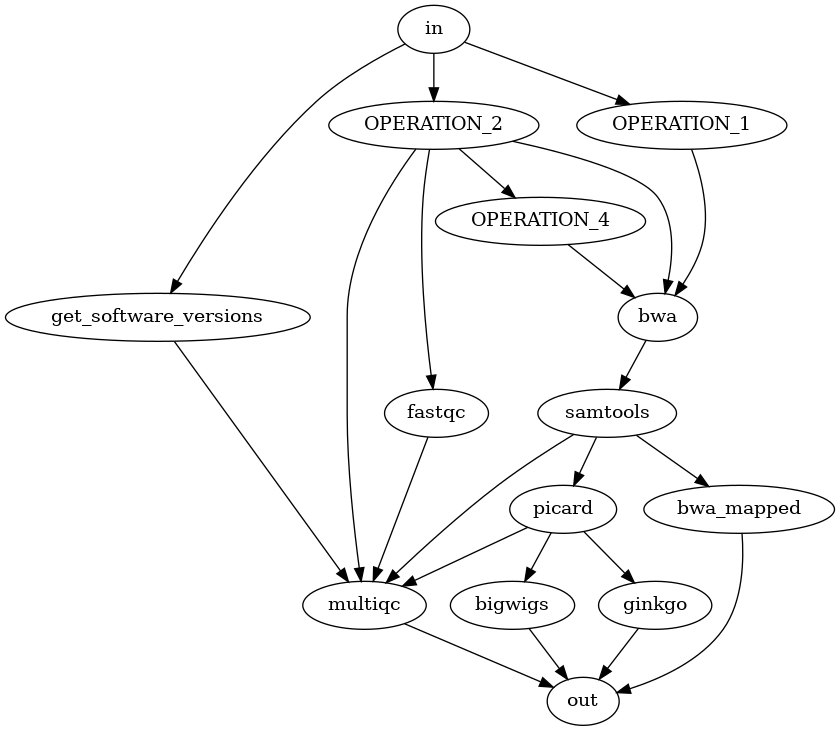 in
OPERATION_2
OPERATION_1
OPERATION_4
get_software_versions
bwa
fastqc
samtools
picard
bwa_mapped
multiqc
bigwigs
ginkgo
out